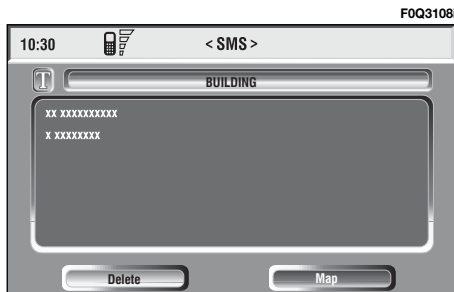 F0Q3108
10:30 < SMS >
T BUILDING
xx xxxxxxxxxx
x xxxxxxxx
Delete Map